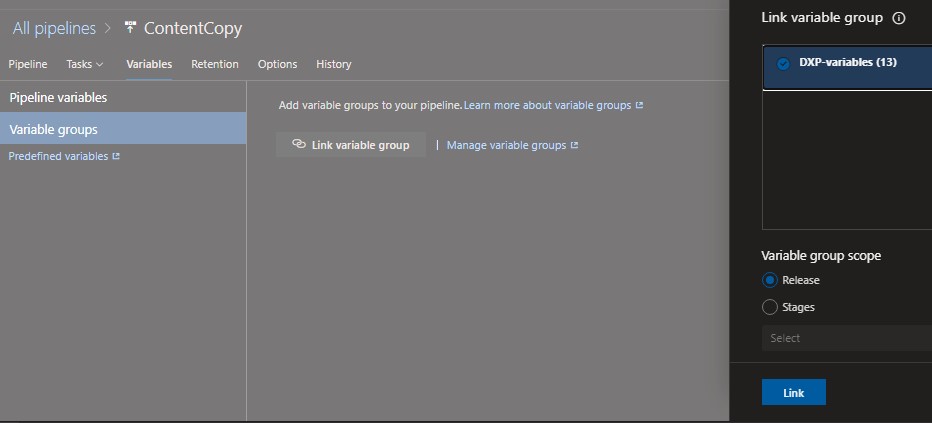 All pipelines > ContentCopy
Pipeline Tasks Variables Retention Options History
Pipeline variables
Variable groups
Predefined variables
Add variable groups to your pipeline. Learn more about variable groups
Link variable group | Manage variable groups
Link variable group
DXP-variables (13)
Variable group scope
Release
Stages
Select
Link